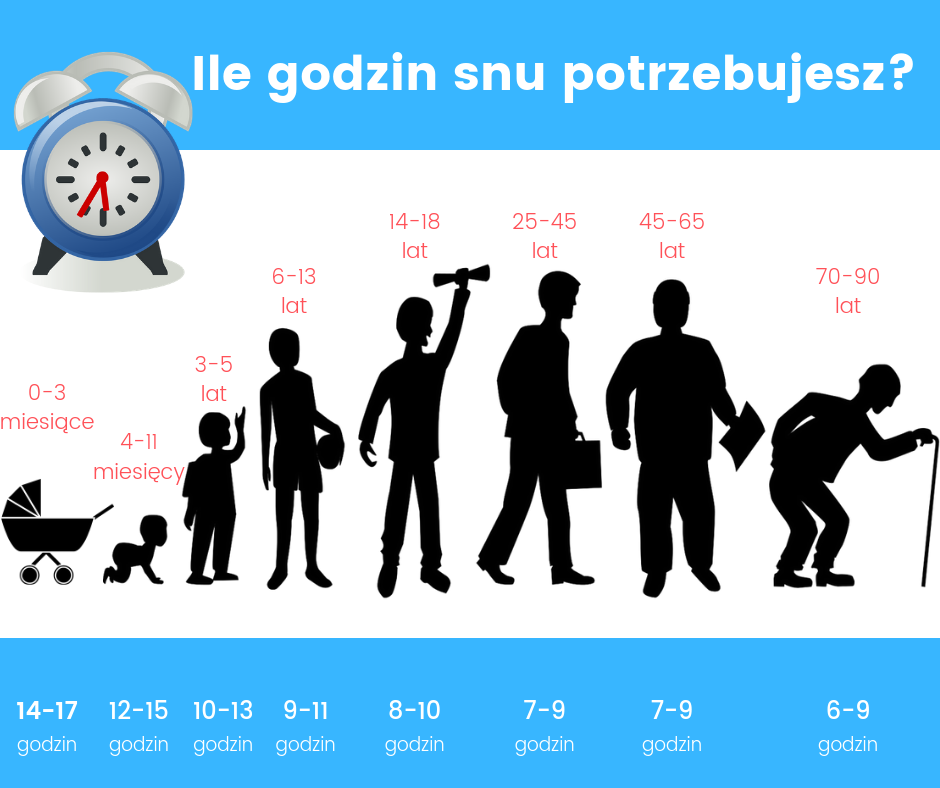 Ile godzin snu potrzebujesz?
0-3
miesiące
4-11
miesięcy
3-5
lat
6-13
lat
14-18
lat
25-45
lat
45-65
lat
70-90
lat
14-17
godzin
12-15
godzin
10-13
godzin
9-11
godzin
8-10
godzin
7-9
godzin
7-9
godzin
6-9
godzin